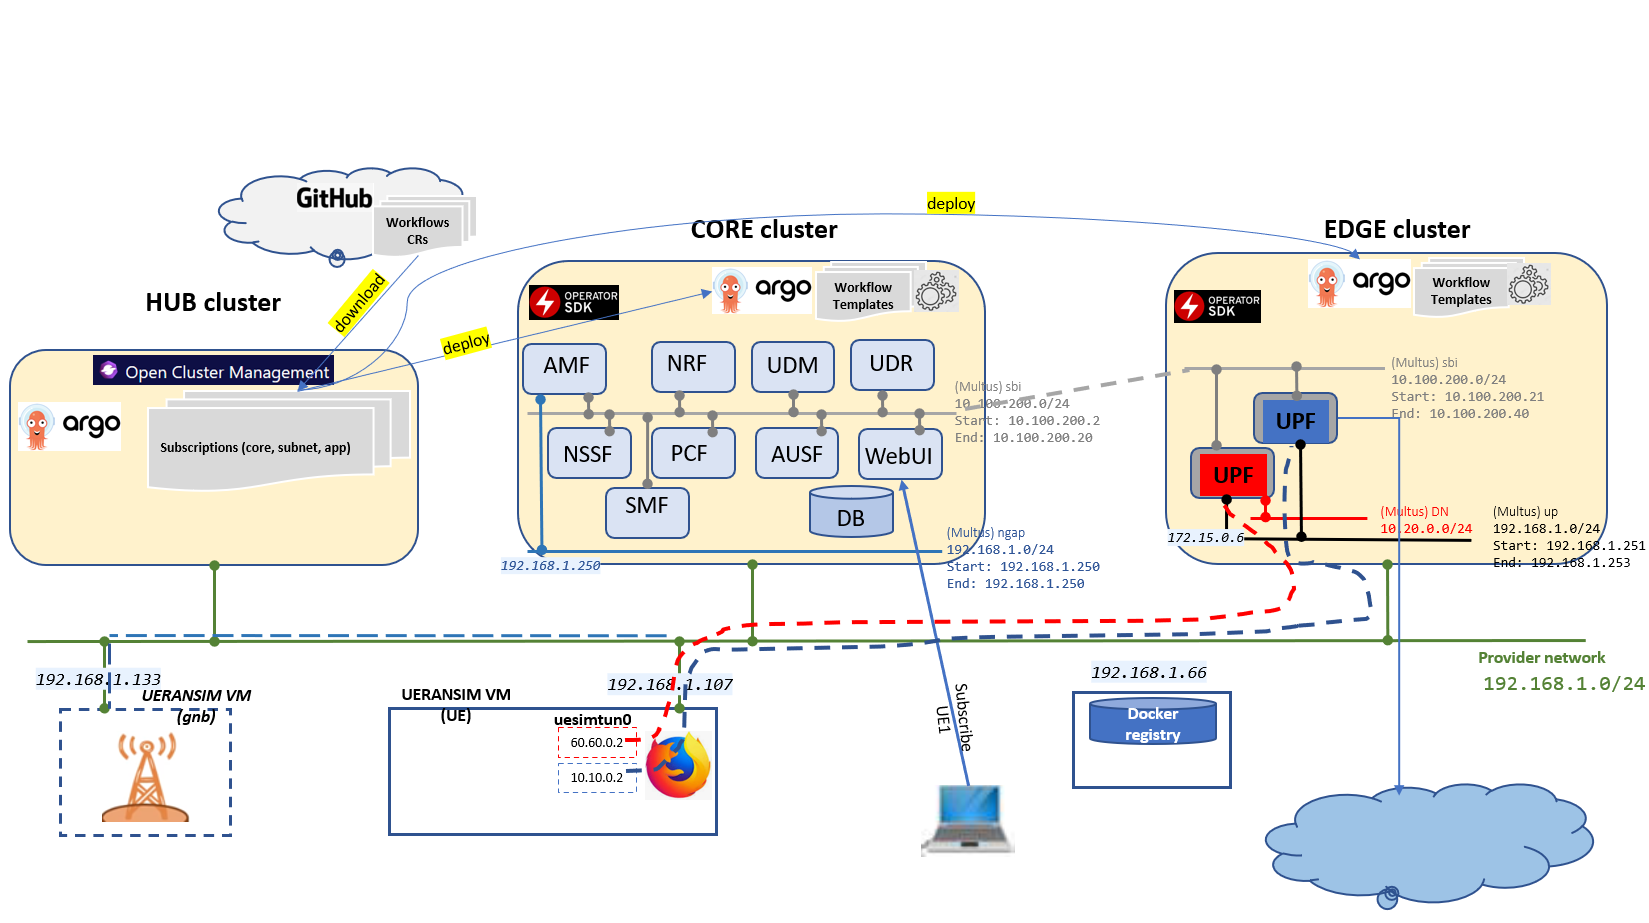 GitHub
Workflows
CRs
download
deploy
deploy
HUB cluster
Open Cluster Management
argo
Subscriptions (core, subnet, app)
CORE cluster
OPERATOR
SDK
argo
Workflow
Templates
AMF
NRF
UDM
UDR
NSSF
PCF
AUSF
WebUI
SMF
DB
(Multus) sbi
10.100.200.0/24
Start: 10.100.200.2
End: 10.100.200.20
(Multus) ngap
192.168.1.0/24
Start: 192.168.1.250
End: 192.168.1.250
192.168.1.250
EDGE cluster
OPERATOR
SDK
argo
Workflow
Templates
(Multus) sbi
10.100.200.0/24
Start: 10.100.200.21
End: 10.100.200.40
UPF
UPF
(Multus) DN
10.20.0.0/24
172.15.0.6
(Multus) up
192.168.1.0/24
Start: 192.168.1.251
End: 192.168.1.253
Provider network
192.168.1.0/24
192.168.1.133
UERANSIM VM
(gnb)
UERANSIM VM
(UE)
192.168.1.107
uesimtun0
60.60.0.2
10.10.0.2
Subscribe
UE1
192.168.1.66
Docker
registry